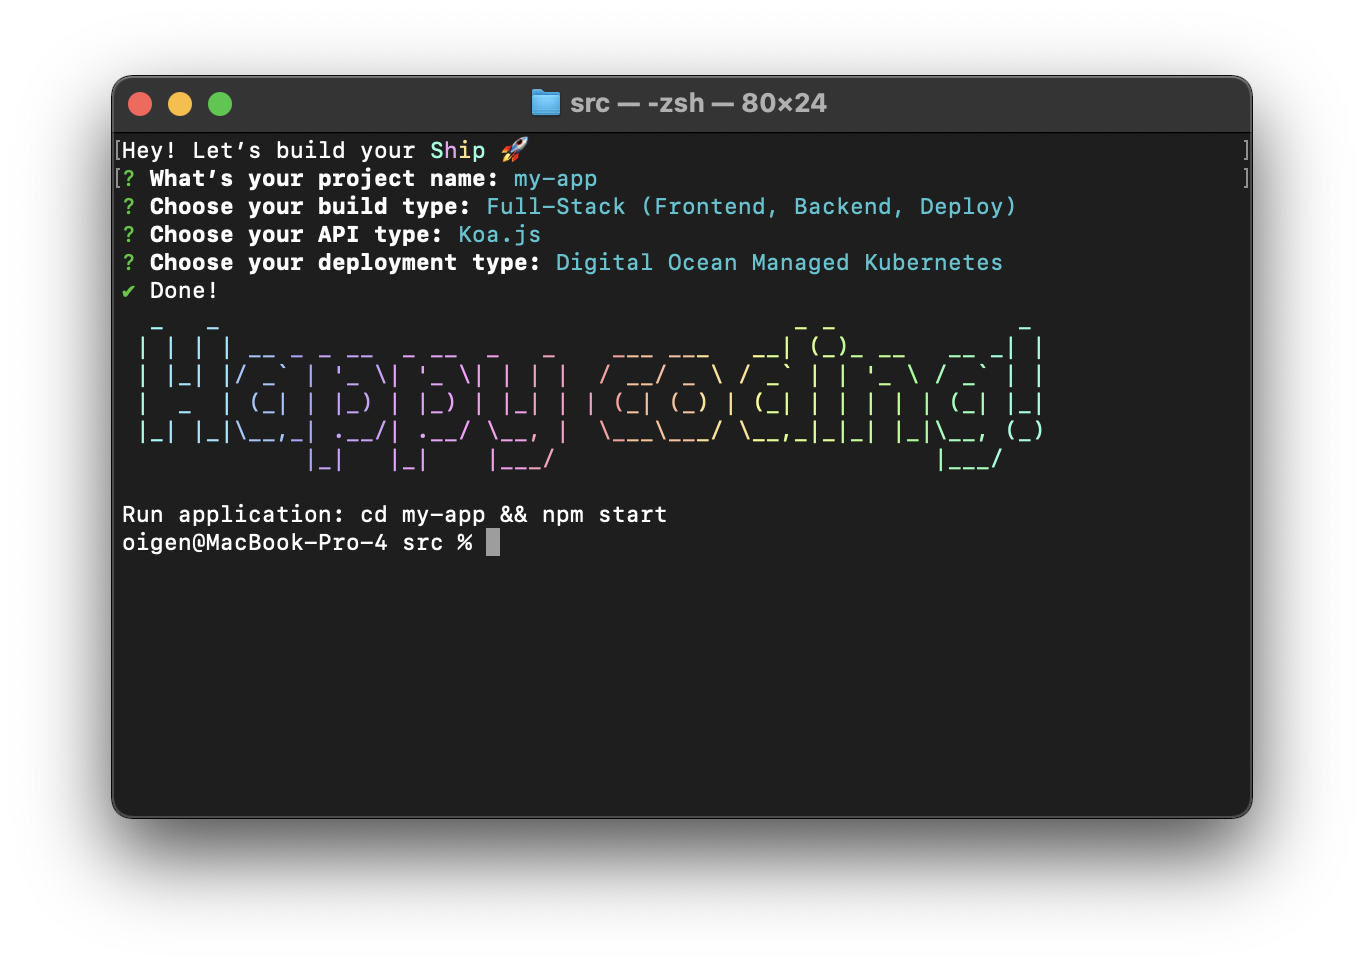 src — -zsh — 80×24
Hey! Let’s build your Ship 🚀
? What’s your project name: my-app
? Choose your build type: Full-Stack (Frontend, Backend, Deploy)
? Choose your API type: Koa.js
? Choose your deployment type: Digital Ocean Managed Kubernetes
✔ Done!
Happy coding!
Run application: cd my-app && npm start
oigen@MacBook-Pro-4 src %